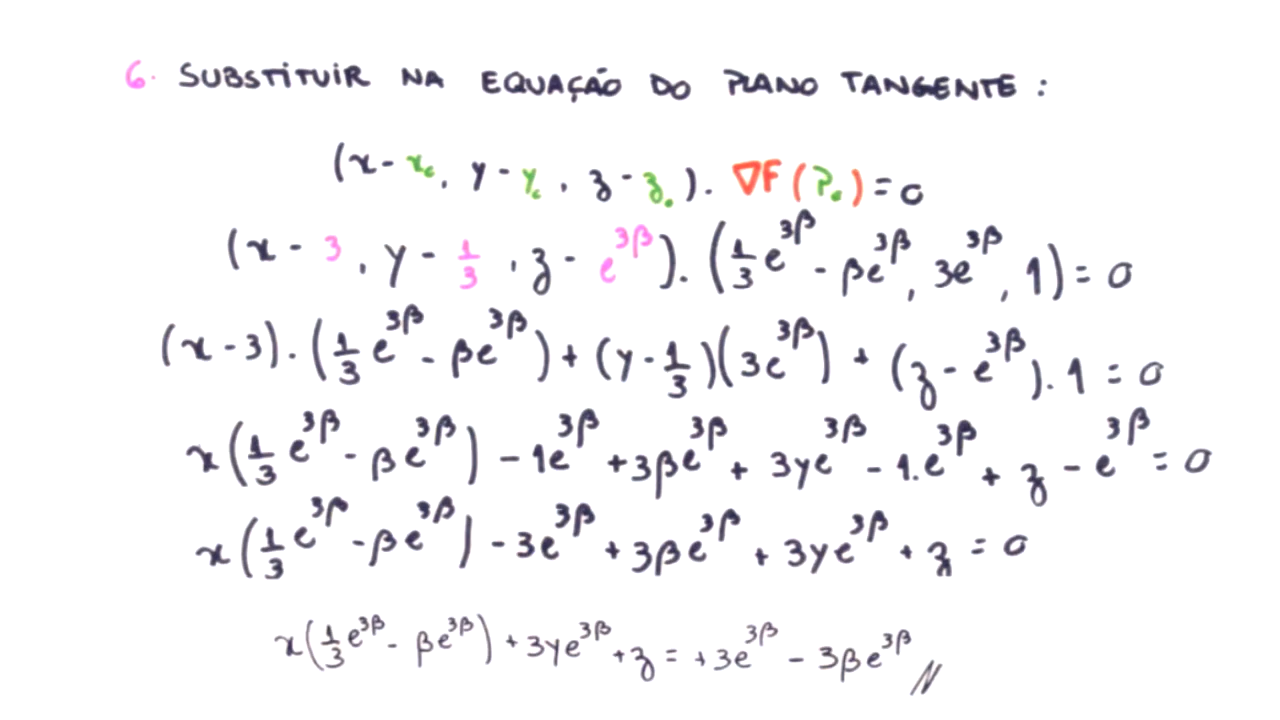 6. SUBSTITUIR NA EQUAÇÃO DO PLANO TANGENTE :
(x - x₀, y - y₀, z - z₀) . ∇F (P₀) = 0
(x - 3, y - 1/3, z - e^{3β}) . (1/3 e^{3β} - βe^{3β}, 3e^{3β}, 1) = 0
(x - 3) . (1/3 e^{3β} - βe^{3β}) + (y - 1/3)(3e^{3β}) + (z - e^{3β}) . 1 = 0
x(1/3 e^{3β} - βe^{3β}) - 1e^{3β} + 3βe^{3β} + 3ye^{3β} - 1.e^{3β} + z - e^{3β} = 0
x(1/3 e^{3β} - βe^{3β}) - 3e^{3β} + 3βe^{3β} + 3ye^{3β} + z = 0
x(1/3 e^{3β} - βe^{3β}) + 3ye^{3β} + z = +3e^{3β} - 3βe^{3β} //